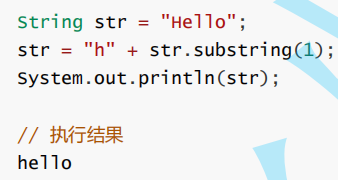 String str = "Hello";
str = "h" + str.substring(1);
System.out.println(str);
// 执行结果
hello